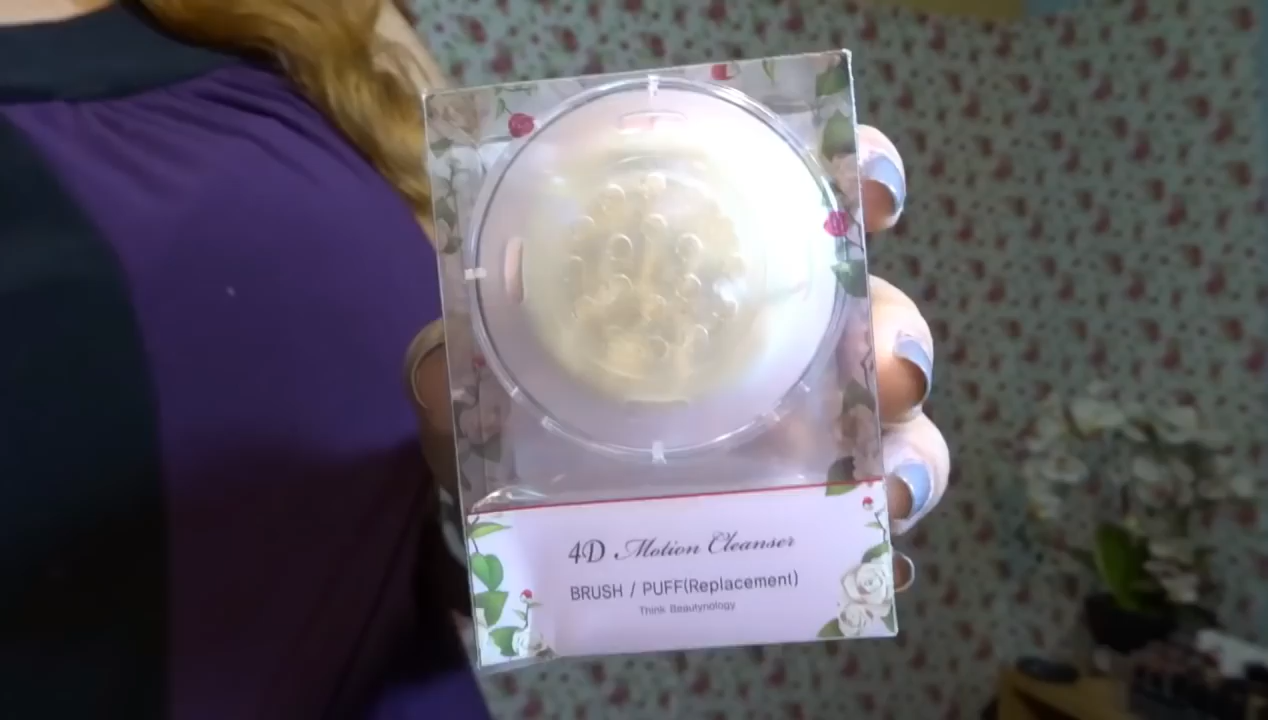 4D Motion Cleanser
BRUSH / PUFF(Replacement)
Think Beautynology